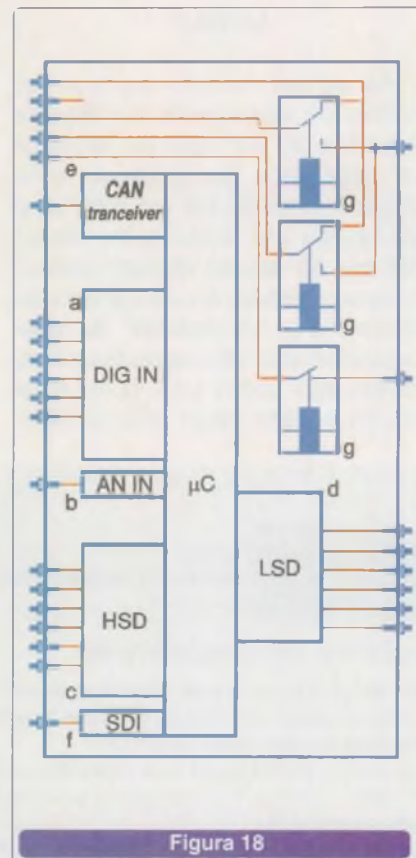 e
CAN
tranceiver
g
a
DIG IN
g
AN IN
b
µC
g
d
LSD
HSD
c
SDI
f
Figura 18